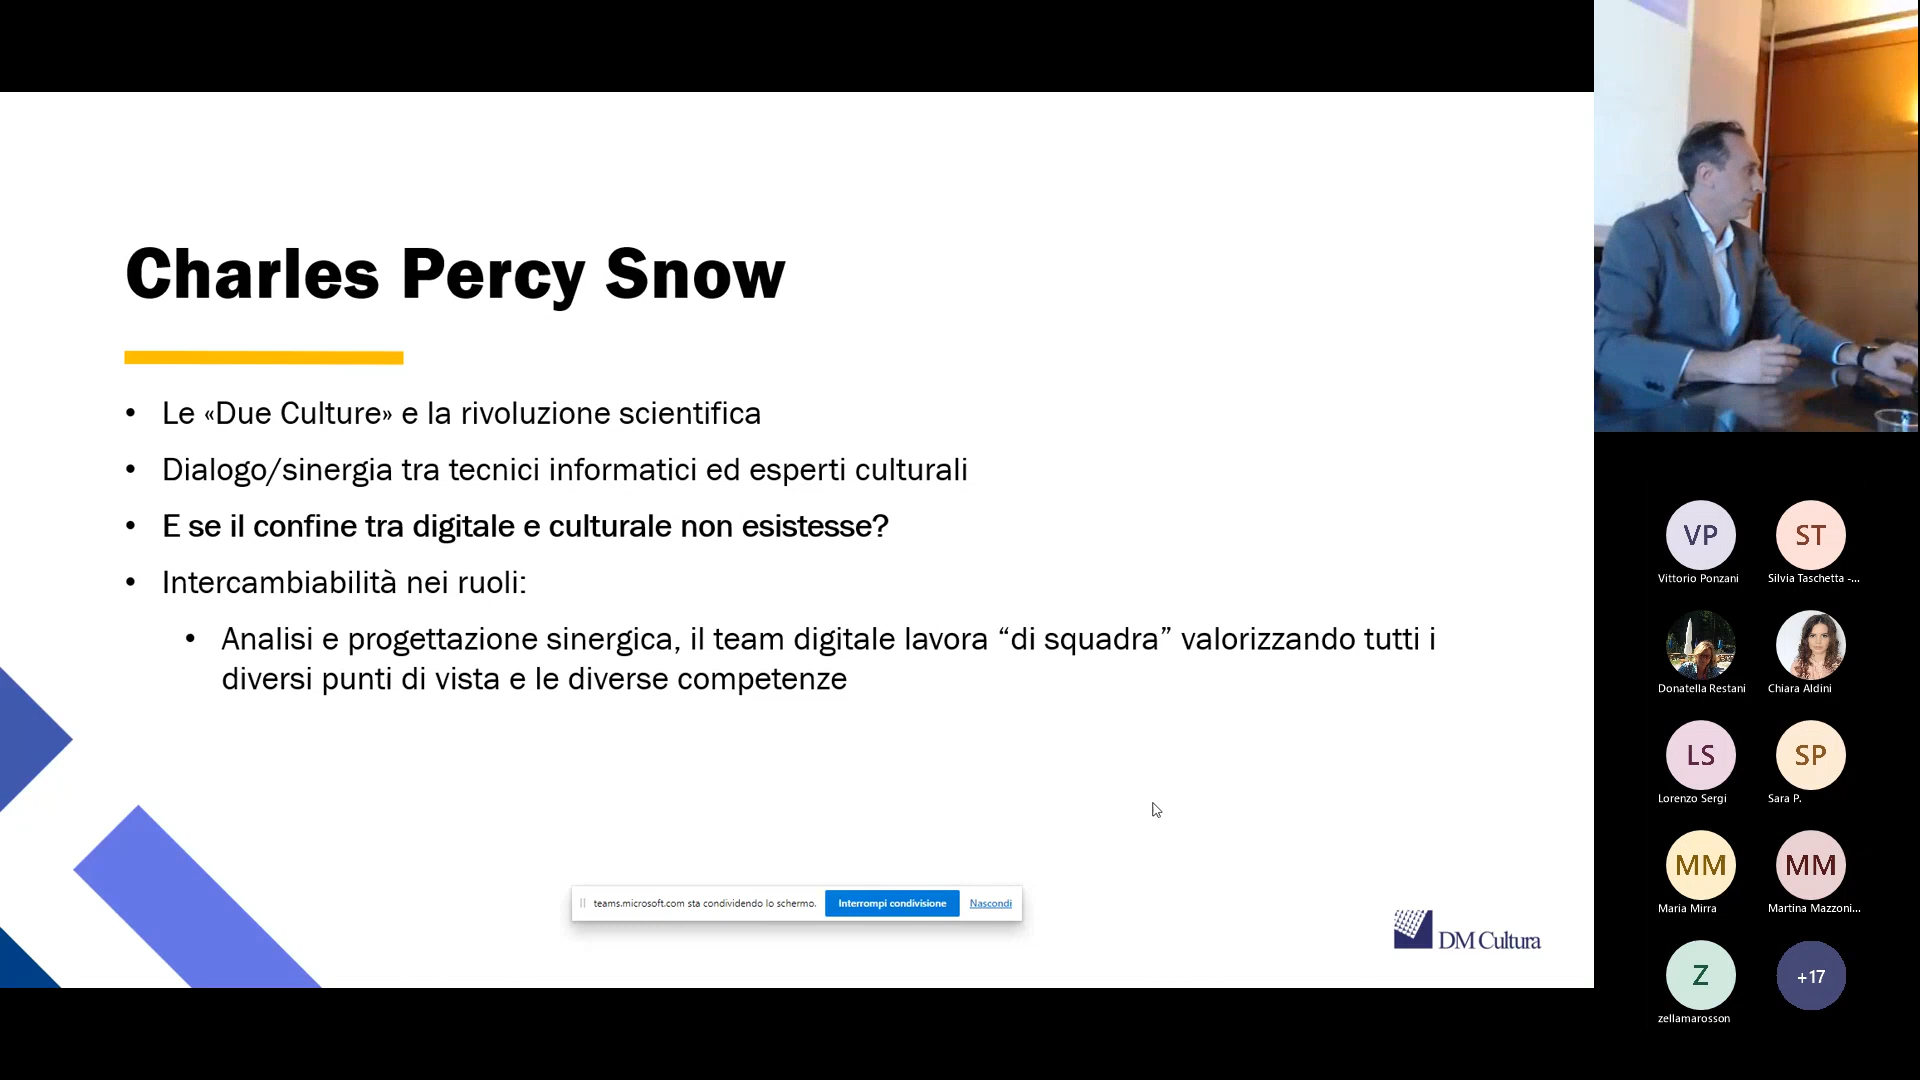 Charles Percy Snow
• Le «Due Culture» e la rivoluzione scientifica
• Dialogo/sinergia tra tecnici informatici ed esperti culturali
• E se il confine tra digitale e culturale non esistesse?
• Intercambiabilità nei ruoli:
• Analisi e progettazione sinergica, il team digitale lavora “di squadra” valorizzando tutti i
diversi punti di vista e le diverse competenze
teams.microsoft.com sta condividendo lo schermo. Interrompi condivisione Nascondi
DM Cultura
VP ST
Vittorio Ponzani Silvia Taschetta -...
Donatella Restani Chiara Aldini
LS SP
Lorenzo Sergi Sara P.
MM MM
Maria Mirra Martina Mazzoni...
Z +17
zellamarosson